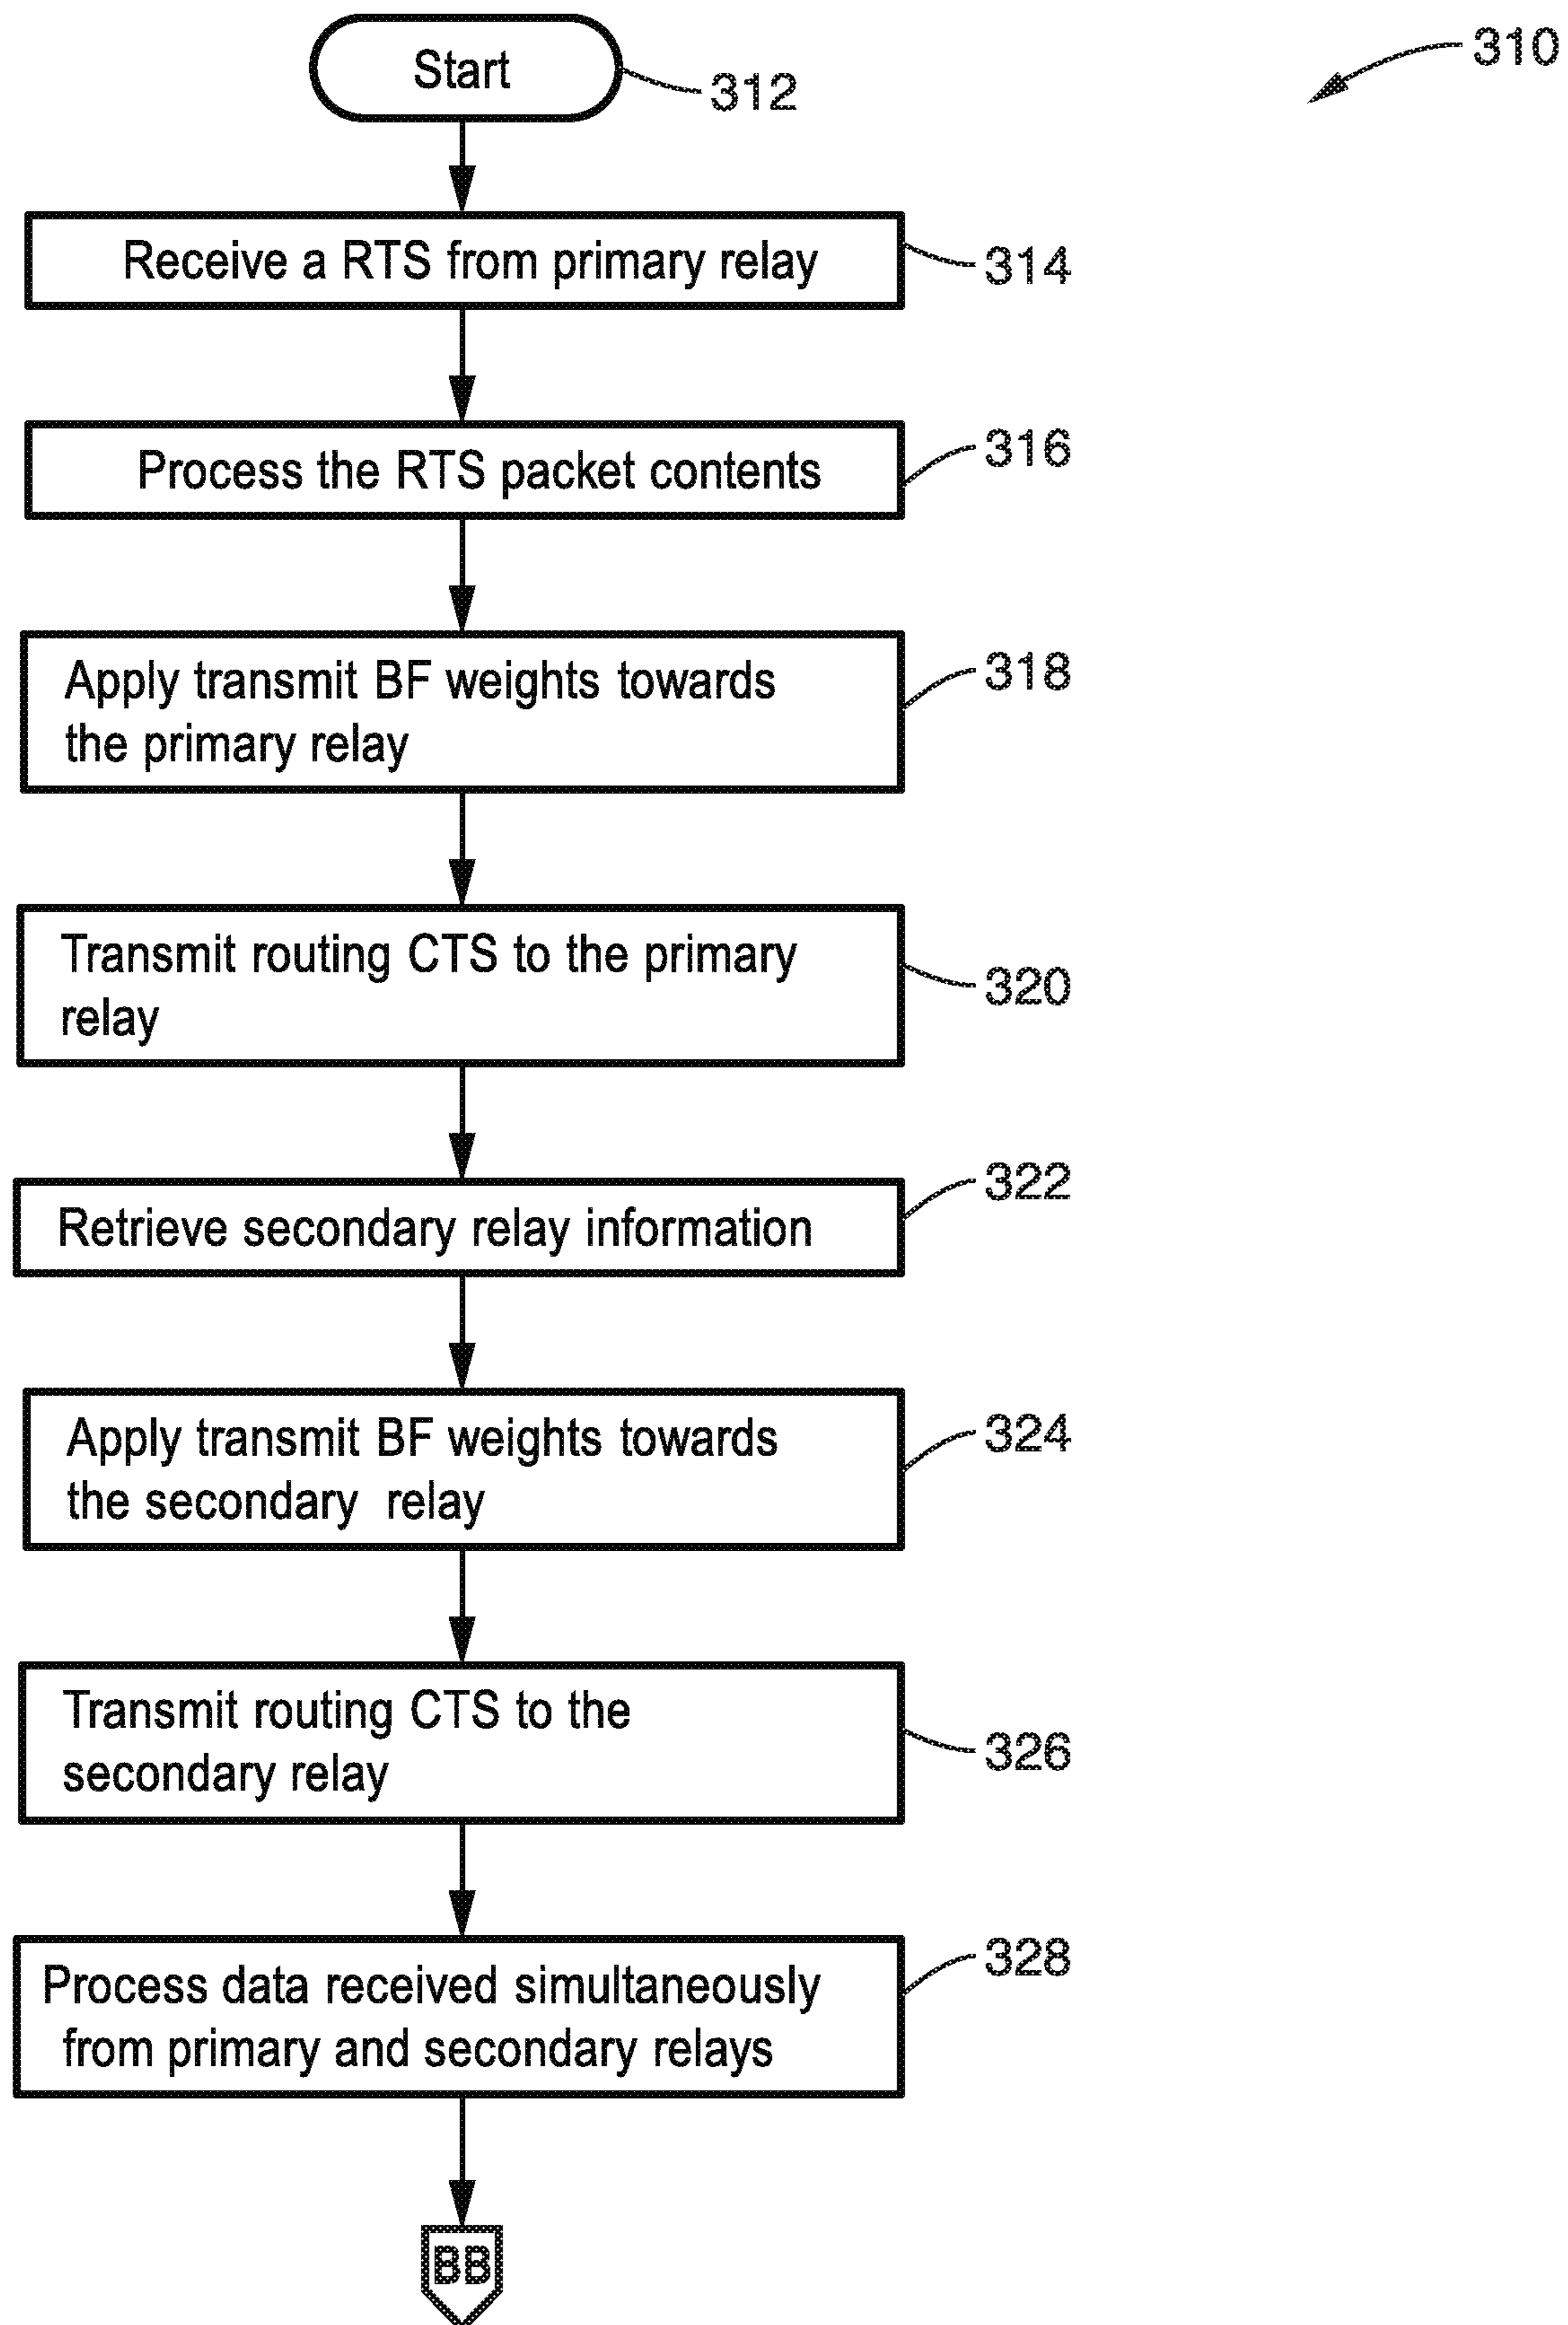 310
Start
312
Receive a RTS from primary relay
314
Process the RTS packet contents
316
Apply transmit BF weights towards
the primary relay
318
Transmit routing CTS to the primary
relay
320
Retrieve secondary relay information
322
Apply transmit BF weights towards
the secondary relay
324
Transmit routing CTS to the
secondary relay
326
Process data received simultaneously
from primary and secondary relays
328
BB